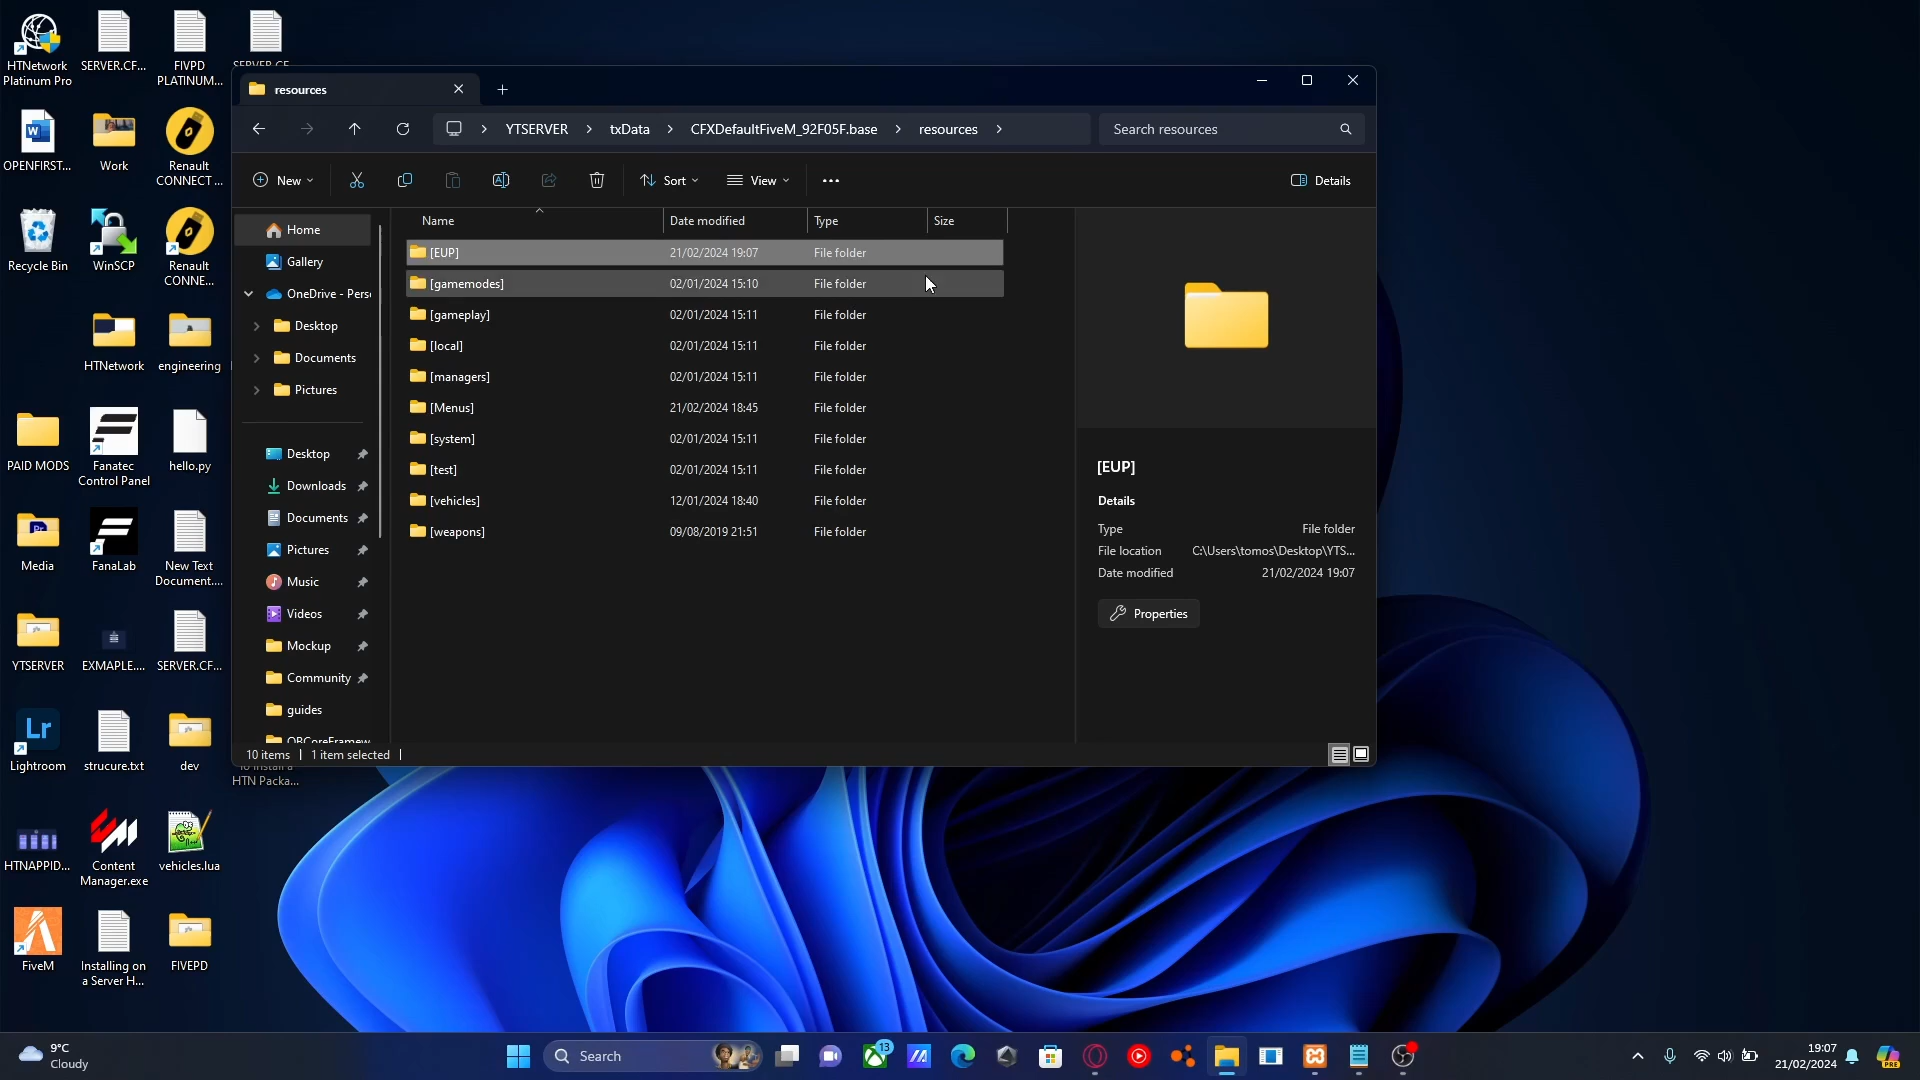 HTNetwork
Platinum Pro
SERVER.CF...
FIVPD
PLATINUM...
SERVER.CF
OPENFIRST...
Work
Renault
CONNECT ...
Recycle Bin
WinSCP
Renault
CONNE...
HTNetwork
engineering
PAID MODS
Fanatec
Control Panel
hello.py
Media
FanaLab
New Text
Document....
YTSERVER
EXMAPLE....
SERVER.CF...
Lightroom
strucure.txt
dev
HTN Packa...
HTNAPPID...
Content
Manager.exe
vehicles.lua
FiveM
Installing on
a Server H...
FIVEPD
resources
YTSERVER
txData
CFXDefaultFiveM_92F05F.base
resources
Search resources
New
Sort
View
Details
Home
Gallery
OneDrive - Pers
Desktop
Documents
Pictures
Desktop
Downloads
Documents
Pictures
Music
Videos
Mockup
Community
guides
QBCoreFramew
Name Date modified Type Size
[EUP] 21/02/2024 19:07 File folder
[gamemodes] 02/01/2024 15:10 File folder
[gameplay] 02/01/2024 15:11 File folder
[local] 02/01/2024 15:11 File folder
[managers] 02/01/2024 15:11 File folder
[Menus] 21/02/2024 18:45 File folder
[system] 02/01/2024 15:11 File folder
[test] 02/01/2024 15:11 File folder
[vehicles] 12/01/2024 18:40 File folder
[weapons] 09/08/2019 21:51 File folder
[EUP]
Details
Type File folder
File location C:\Users\tomos\Desktop\YTS...
Date modified 21/02/2024 19:07
Properties
10 items | 1 item selected |
9°C
Cloudy
Search
13
19:07
21/02/2024